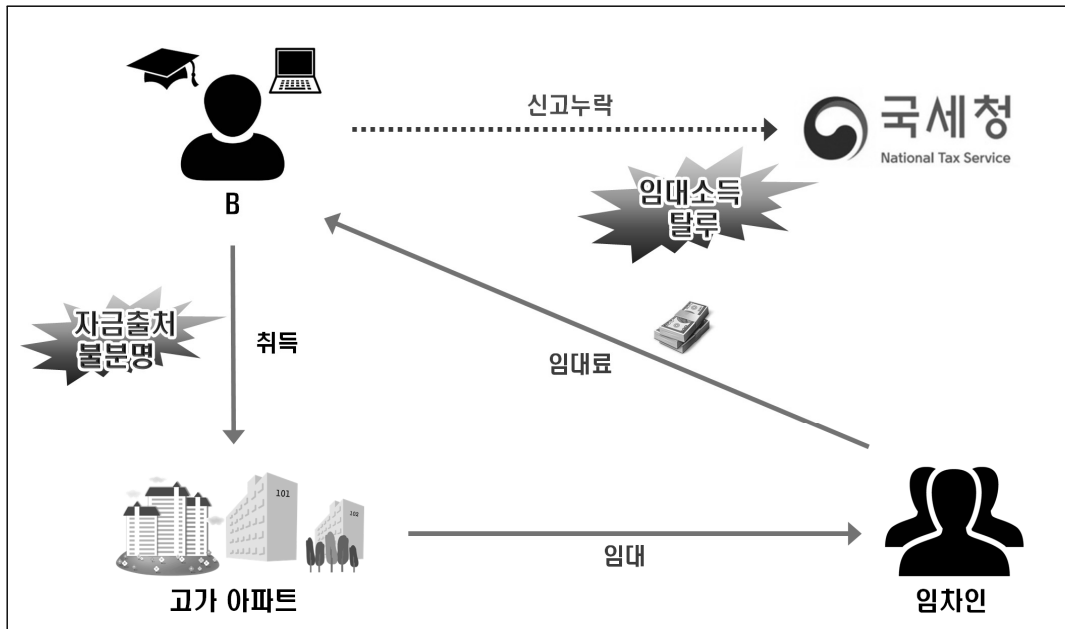 신고누락
국세청
National Tax Service
임대소득
탈루
B
자금출처
불분명
취득
임대료
101
102
고가 아파트
임대
임차인